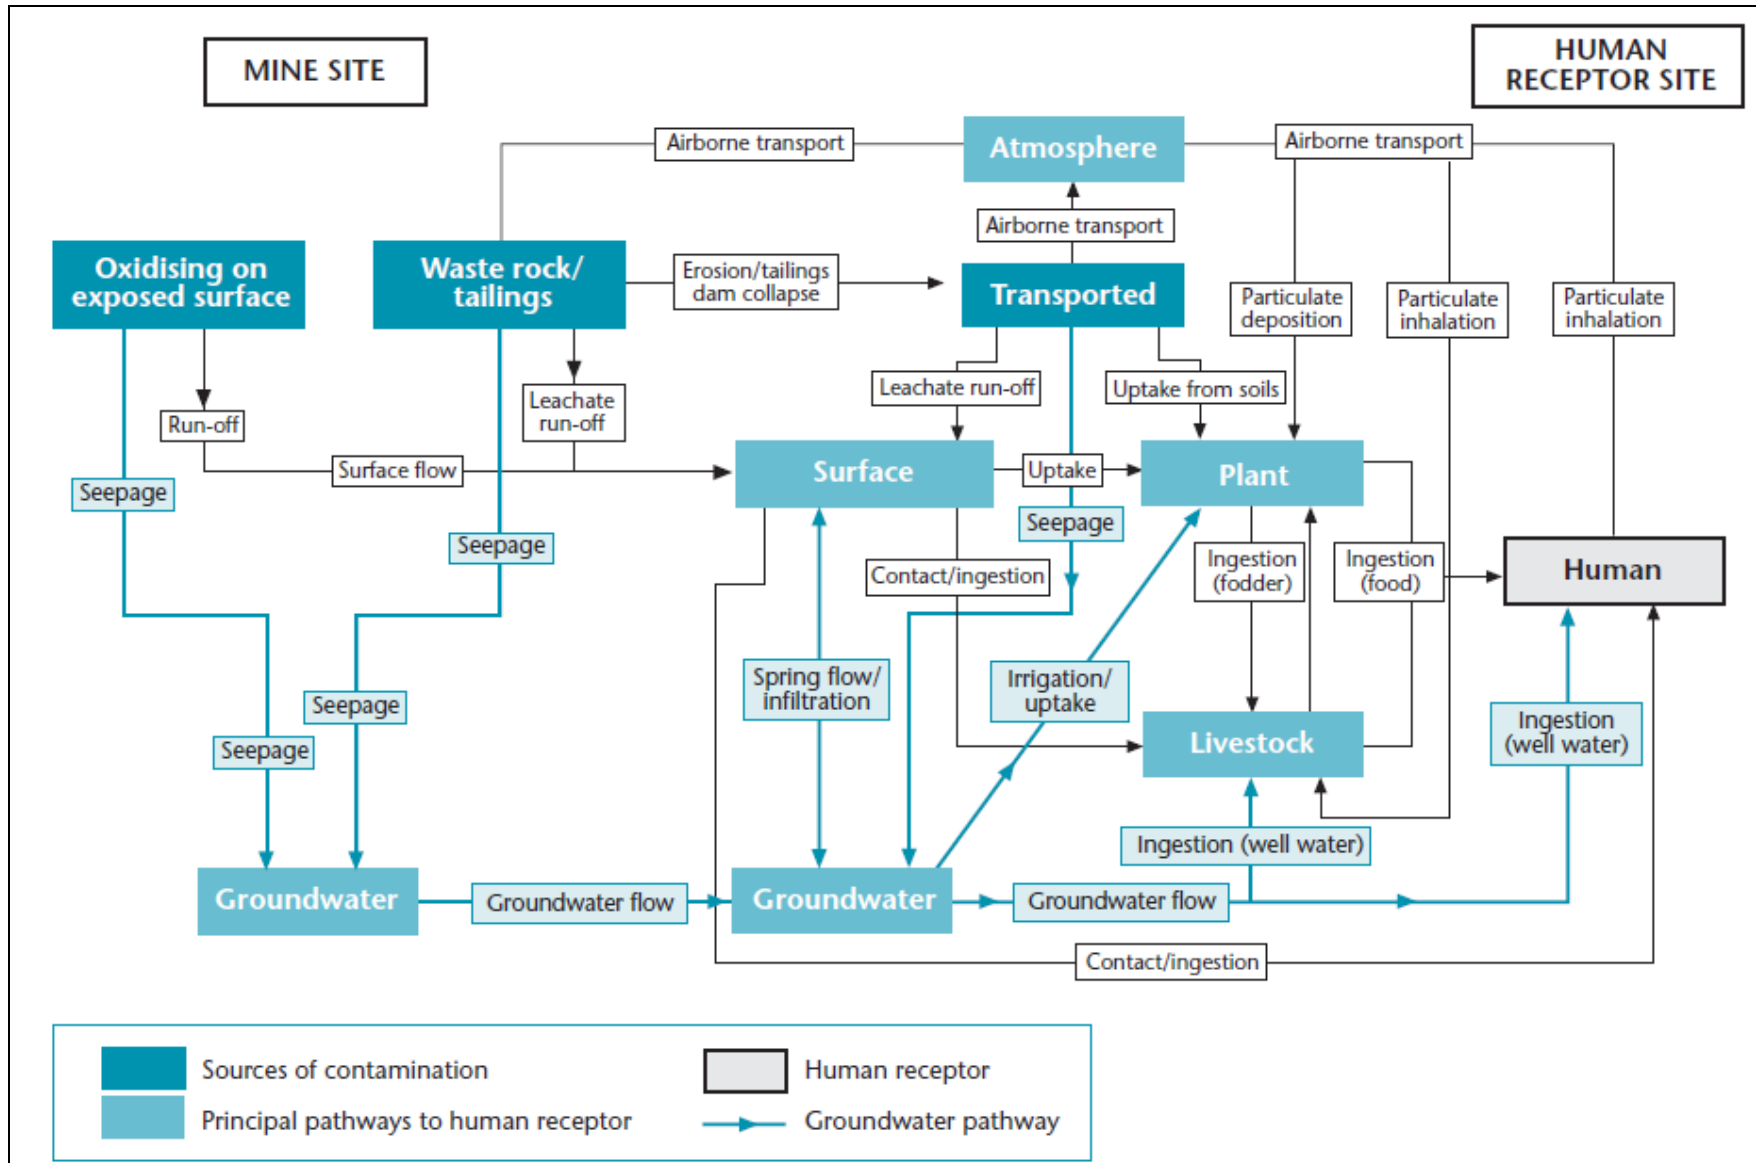 MINE SITE
HUMAN
RECEPTOR SITE
Airborne transport
Atmosphere
Airborne transport
Airborne transport
Oxidising on
exposed surface
Waste rock/
tailings
Erosion/tailings
dam collapse
Transported
Particulate
deposition
Particulate
inhalation
Particulate
inhalation
Leachate run-off
Uptake from soils
Run-off
Leachate
run-off
Surface flow
Surface
Uptake
Plant
Seepage
Seepage
Seepage
Contact/ingestion
Ingestion
(fodder)
Ingestion
(food)
Human
Spring flow/
infiltration
Irrigation/
uptake
Seepage
Seepage
Livestock
Ingestion
(well water)
Ingestion (well water)
Groundwater
Groundwater flow
Groundwater
Groundwater flow
Contact/ingestion
Sources of contamination
Human receptor
Principal pathways to human receptor
Groundwater pathway